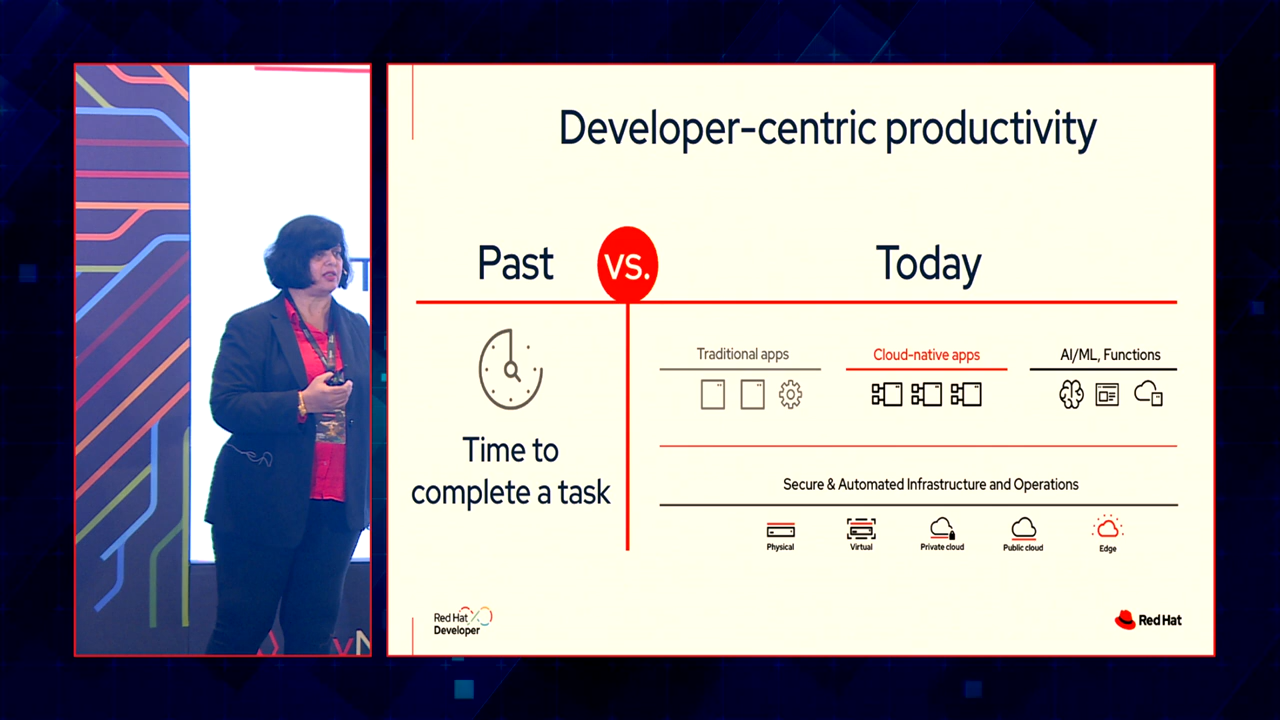 Developer-centric productivity
Past
vs.
Today
Time to
complete a task
Traditional apps
Cloud-native apps
AI/ML, Functions
Secure & Automated Infrastructure and Operations
Physical
Virtual
Private cloud
Public cloud
Edge
Red Hat
Developer
Red Hat